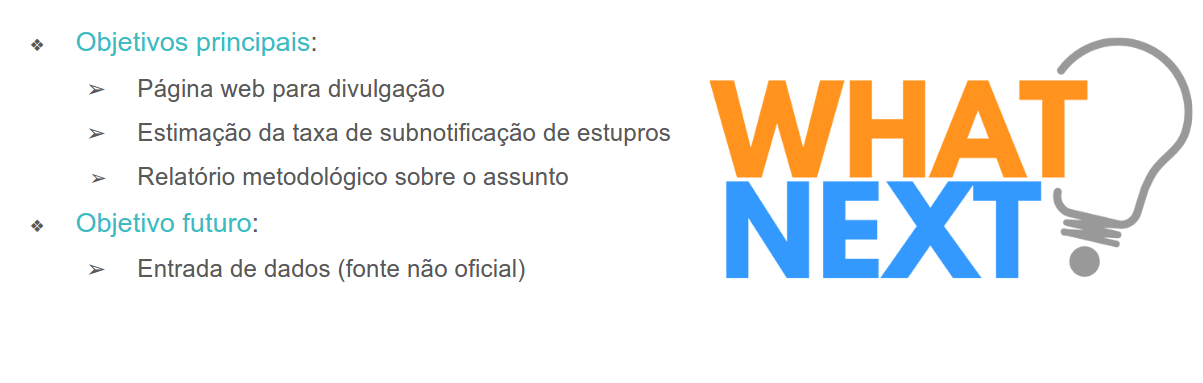 ❖ Objetivos principais:
➢ Página web para divulgação
➢ Estimação da taxa de subnotificação de estupros
➢ Relatório metodológico sobre o assunto
❖ Objetivo futuro:
➢ Entrada de dados (fonte não oficial)
WHAT
NEXT